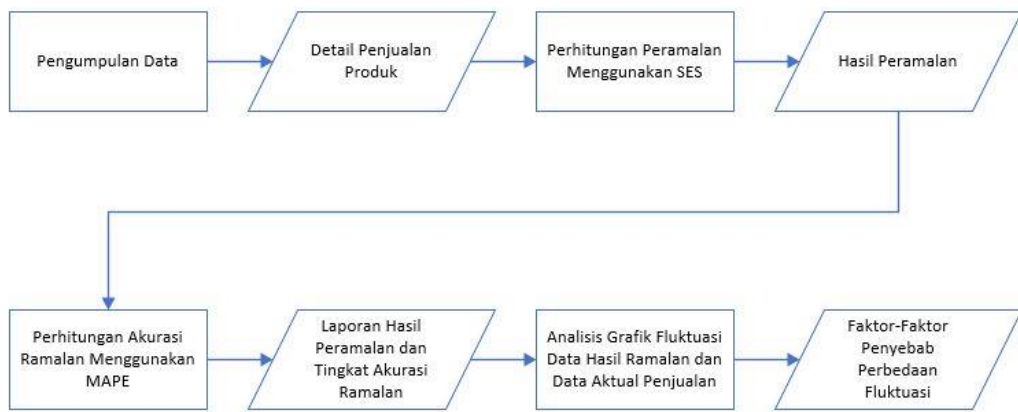 Pengumpulan Data
Detail Penjualan
Produk
Perhitungan Peramalan
Menggunakan SES
Hasil Peramalan
Perhitungan Akurasi
Ramalan Menggunakan
MAPE
Laporan Hasil
Peramalan dan
Tingkat Akurasi
Ramalan
Analisis Grafik Fluktuasi
Data Hasil Ramalan dan
Data Aktual Penjualan
Faktor-Faktor
Penyebab
Perbedaan
Fluktuasi